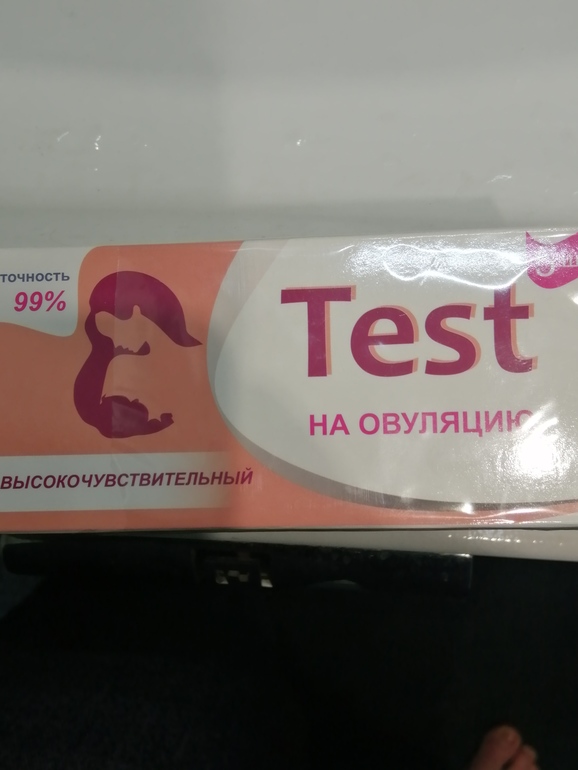 точность
99%
Test
НА ОВУЛЯЦИЮ
ВЫСОКОЧУВСТВИТЕЛЬНЫЙ